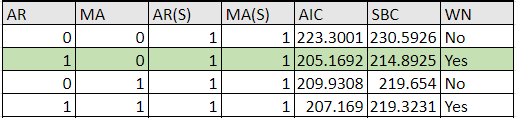 AR MA AR(S) MA(S) AIC SBC WN
0 0 1 1 223.3001 230.5926 No
1 0 1 1 205.1692 214.8925 Yes
0 1 1 1 209.9308 219.654 No
1 1 1 1 207.169 219.3231 Yes